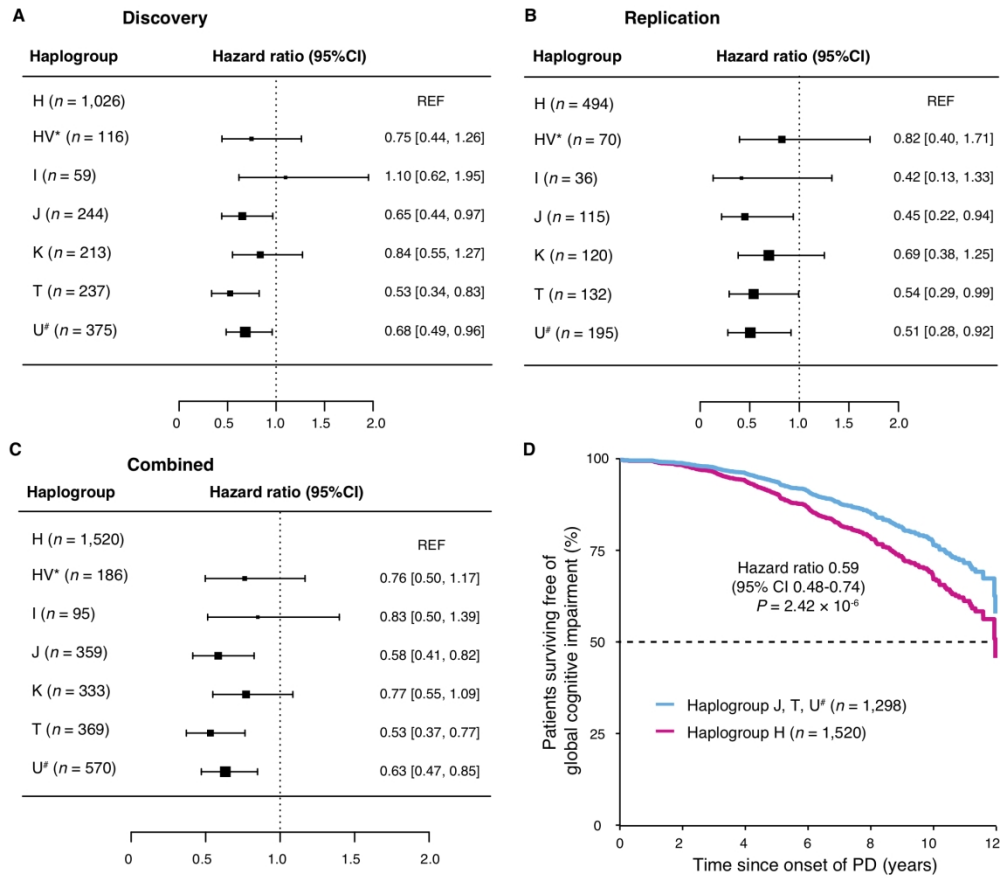 A
Discovery
Haplogroup Hazard ratio (95%CI)
H (n = 1,026) REF
HV* (n = 116) 0.75 [0.44, 1.26]
I (n = 59) 1.10 [0.62, 1.95]
J (n = 244) 0.65 [0.44, 0.97]
K (n = 213) 0.84 [0.55, 1.27]
T (n = 237) 0.53 [0.34, 0.83]
U# (n = 375) 0.68 [0.49, 0.96]
0 0.5 1.0 1.5 2.0
B
Replication
Haplogroup Hazard ratio (95%CI)
H (n = 494) REF
HV* (n = 70) 0.82 [0.40, 1.71]
I (n = 36) 0.42 [0.13, 1.33]
J (n = 115) 0.45 [0.22, 0.94]
K (n = 120) 0.69 [0.38, 1.25]
T (n = 132) 0.54 [0.29, 0.99]
U# (n = 195) 0.51 [0.28, 0.92]
0 0.5 1.0 1.5 2.0
C
Combined
Haplogroup Hazard ratio (95%CI)
H (n = 1,520) REF
HV* (n = 186) 0.76 [0.50, 1.17]
I (n = 95) 0.83 [0.50, 1.39]
J (n = 359) 0.58 [0.41, 0.82]
K (n = 333) 0.77 [0.55, 1.09]
T (n = 369) 0.53 [0.37, 0.77]
U# (n = 570) 0.63 [0.47, 0.85]
0 0.5 1.0 1.5 2.0
D
Patients surviving free of
global cognitive impairment (%)
100
75
50
25
0
Hazard ratio 0.59
(95% CI 0.48-0.74)
P = 2.42 × 10⁻⁶
Haplogroup J, T, U# (n = 1,298)
Haplogroup H (n = 1,520)
0 2 4 6 8 10 12
Time since onset of PD (years)